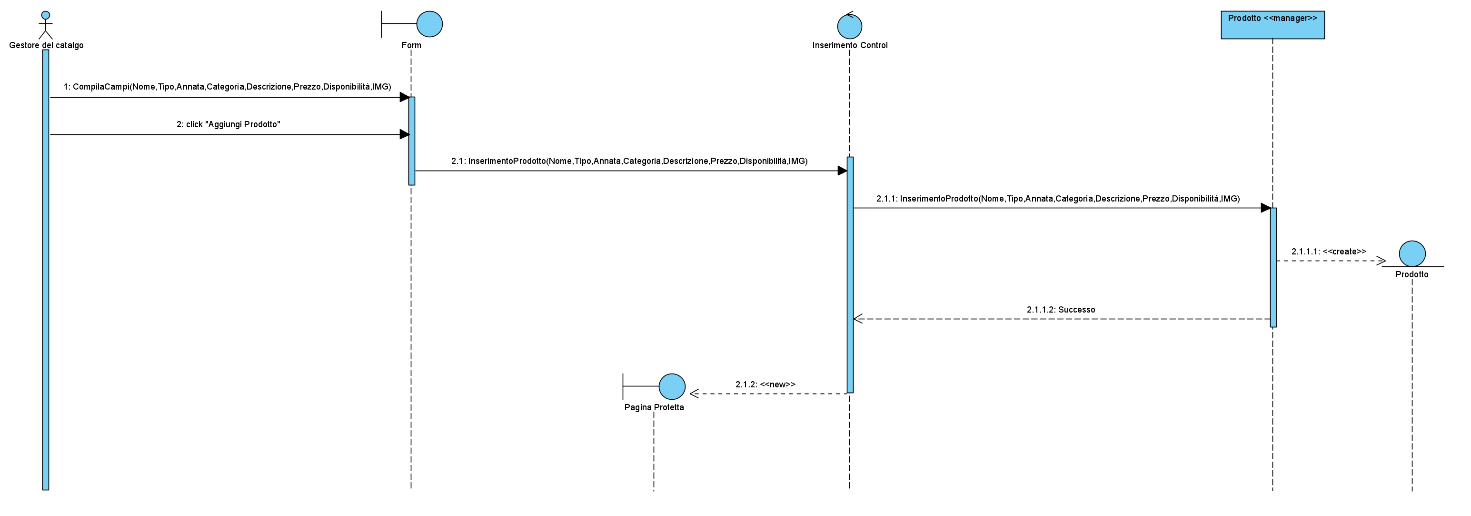 Prodotto <<manager>>
Gestore del catalgo
Form
Inserimento Control
1: CompilaCampi(Nome,Tipo,Annata,Categoria,Descrizione,Prezzo,Disponibilità,IMG)
2: click "Aggiungi Prodotto"
2.1: InserimentoProdotto(Nome,Tipo,Annata,Categoria,Descrizione,Prezzo,Disponibilità,IMG)
2.1.1: InserimentoProdotto(Nome,Tipo,Annata,Categoria,Descrizione,Prezzo,Disponibilità,IMG)
2.1.1.1: <<create>>
Prodotto
2.1.1.2: Successo
2.1.2: <<new>>
Pagina Protetta